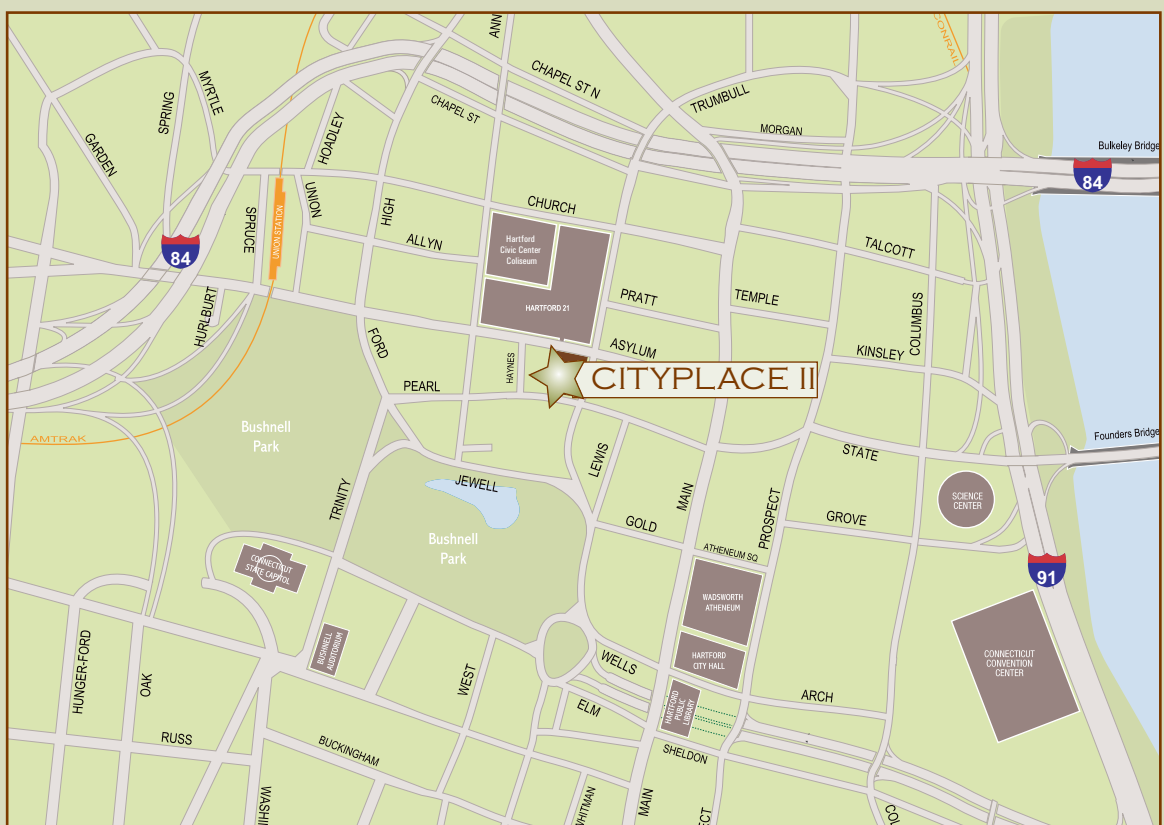 ANN
CONRAIL
CHAPEL ST N
MYRTLE
SPRING
CHAPEL ST
TRUMBULL
HOADLEY
GARDEN
MORGAN
Bulkeley Bridge
84
UNION
HIGH
CHURCH
SPRUCE
UNION STATION
ALLYN
Hartford
Civic Center
Coliseum
TALCOTT
84
HURLBURT
HARTFORD 21
PRATT
TEMPLE
COLUMBUS
FORD
ASYLUM
KINSLEY
HAYNES
PEARL
CITYPLACE II
AMTRAK
Bushnell
Park
Founders Bridge
LEWIS
STATE
JEWELL
TRINITY
MAIN
PROSPECT
SCIENCE
CENTER
GOLD
GROVE
Bushnell
Park
ATHENEUM SQ
CONNECTICUT
STATE CAPITOL
91
WADSWORTH
ATHENEUM
BUSHNELL
AUDITORIUM
HARTFORD
CITY HALL
CONNECTICUT
CONVENTION
CENTER
HUNGER-FORD
OAK
WEST
WELLS
ARCH
ELM
HARTFORD
PUBLIC
LIBRARY
RUSS
BUCKINGHAM
SHELDON
WASHI
WHITMAN
MAIN
ECT
COL